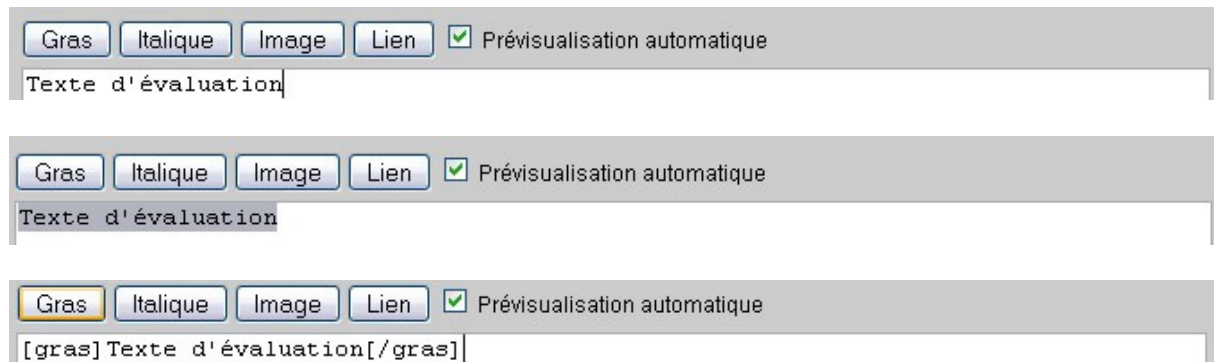 Gras Italique Image Lien Prévisualisation automatique
Texte d'évaluation
Gras Italique Image Lien Prévisualisation automatique
Texte d'évaluation
Gras Italique Image Lien Prévisualisation automatique
[gras]Texte d'évaluation[/gras]